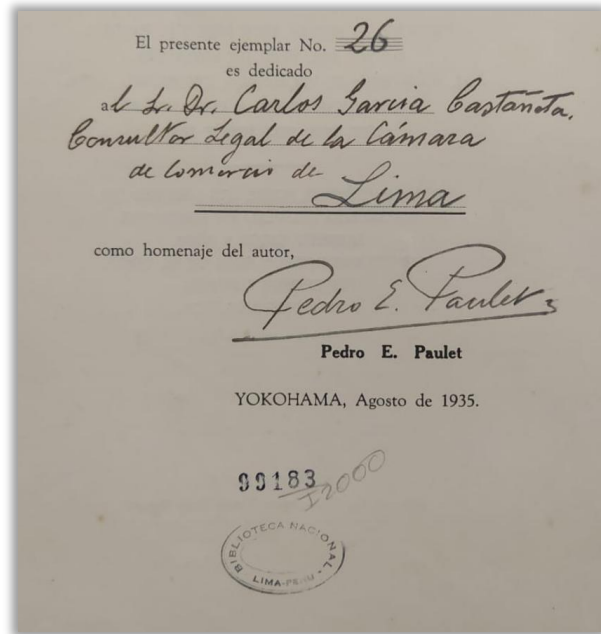 El presente ejemplar No. 26
es dedicado
al Sr. Dr. Carlos Garcia Castañeta.
Consultor Legal de la Cámara
de Comercio de
Lima
como homenaje del autor,
Pedro E. Paulet
Pedro E. Paulet
YOKOHAMA, Agosto de 1935.
99183
I2000
BIBLIOTECA NACIONAL
LIMA-